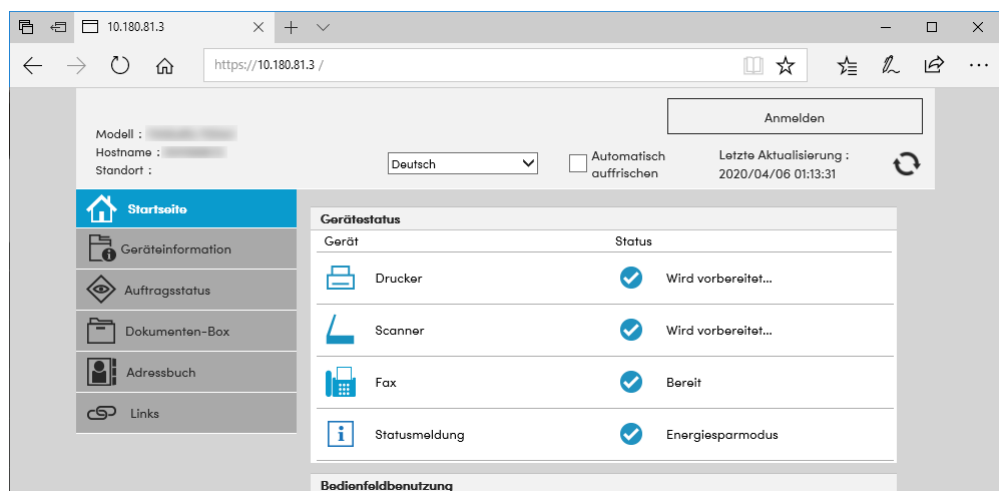 10.180.81.3
https://10.180.81.3 /
Anmelden
Modell :
Hostname :
Standort :
Deutsch
Automatisch
auffrischen
Letzte Aktualisierung :
2020/04/06 01:13:31
Startseite
Geräteinformation
Auftragsstatus
Dokumenten-Box
Adressbuch
Links
Gerätestatus
Gerät Status
Drucker Wird vorbereitet...
Scanner Wird vorbereitet...
Fax Bereit
Statusmeldung Energiesparmodus
Bedienfeldbenutzung